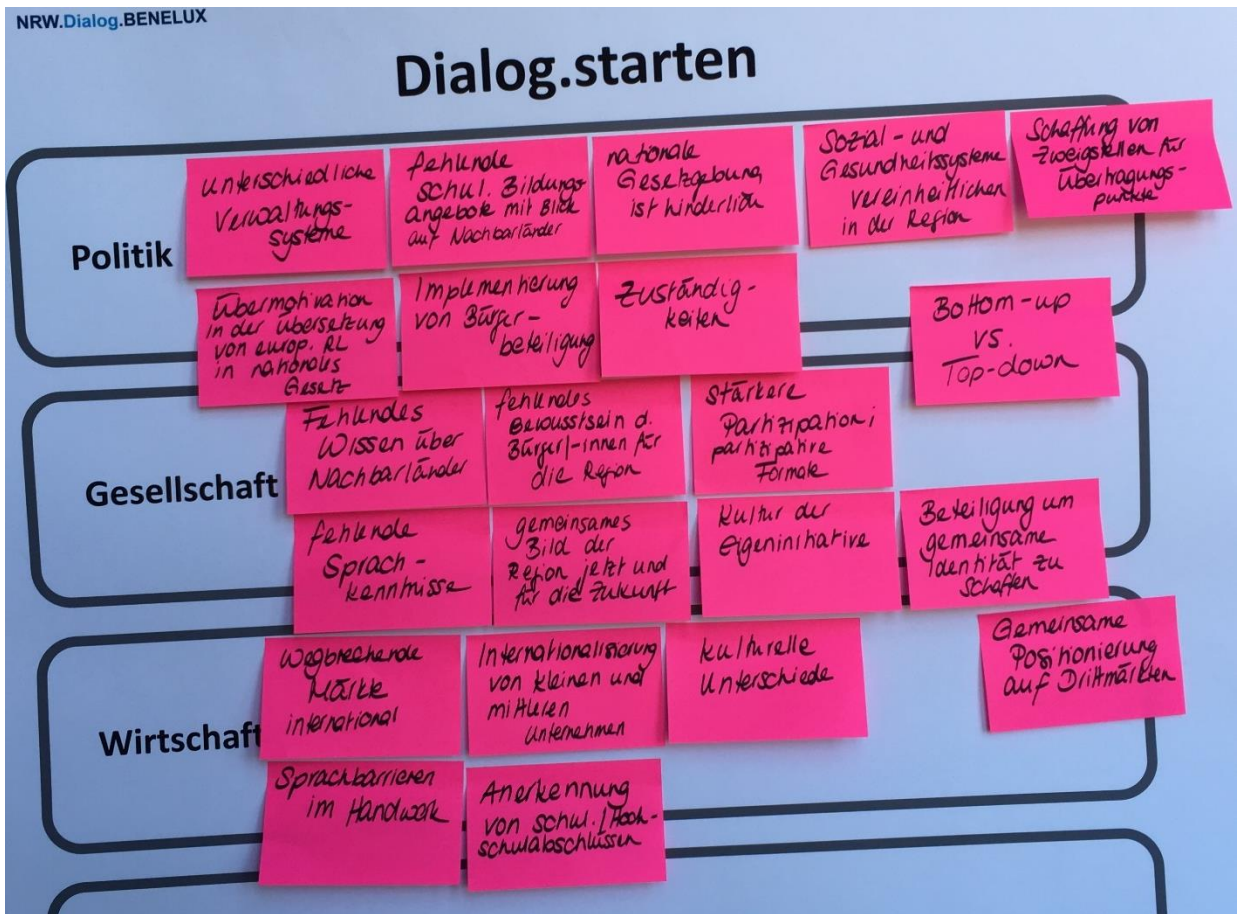 NRW.Dialog.BENELUX
Dialog.starten
Politik
unterschiedliche
Verwaltungs-
systeme
fehlende
schul. Bildungs
angebote mit Blick
auf Nachbarländer
nationale
Gesetzgebung
ist hinderlich
Sozial- und
Gesundheitssysteme
vereinheitlichen
in der Region
Schaffung von
Zweigstellen für
Übertragungs-
punkte
Übermotivation
in der Übersetzung
von europ. RL
in nationales
Gesetz
Implementierung
von Bürger-
beteiligung
Zuständig-
keiten
Bottom-up
vs.
Top-down
Gesellschaft
Fehlendes
Wissen über
Nachbarländer
fehlendes
Bewusstsein d.
Bürger/-innen für
die Region
stärkere
Partizipation;
partizipative
Formate
fehlende
Sprach-
kenntnisse
gemeinsames
Bild der
Region jetzt und
für die Zukunft
Kultur der
Eigeninitiative
Beteiligung um
gemeinsame
Identität zu
schaffen
Wirtschaft
Wegbrechende
Märkte
international
Internationalisierung
von kleinen und
mittleren
Unternehmen
kulturelle
Unterschiede
Gemeinsame
Positionierung
auf Drittmärkten
Sprachbarrieren
im Handwerk
Anerkennung
von schul./Hoch-
schulabschlüssen